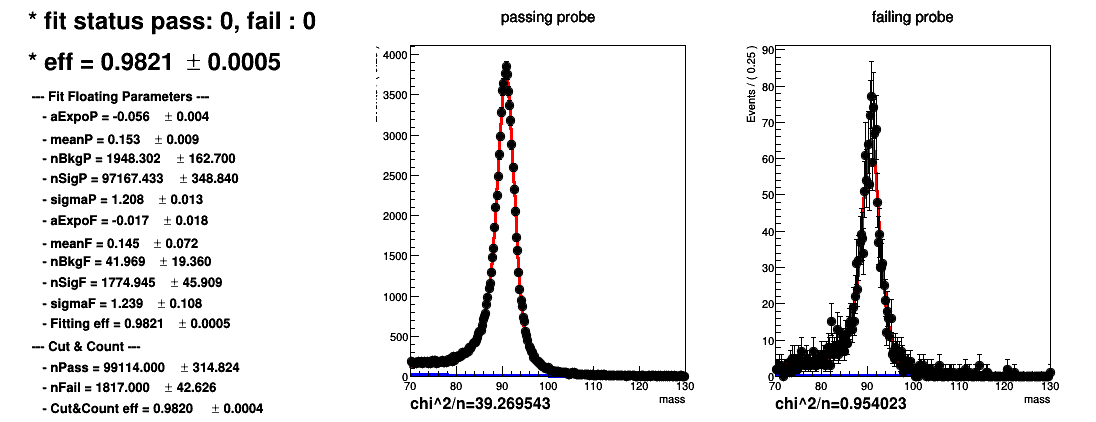 * fit status pass: 0, fail : 0
* eff = 0.9821 ± 0.0005
--- Fit Floating Parameters ---
- aExpoP = -0.056 ± 0.004
- meanP = 0.153 ± 0.009
- nBkgP = 1948.302 ± 162.700
- nSigP = 97167.433 ± 348.840
- sigmaP = 1.208 ± 0.013
- aExpoF = -0.017 ± 0.018
- meanF = 0.145 ± 0.072
- nBkgF = 41.969 ± 19.360
- nSigF = 1774.945 ± 45.909
- sigmaF = 1.239 ± 0.108
- Fitting eff = 0.9821 ± 0.0005
--- Cut & Count ---
- nPass = 99114.000 ± 314.824
- nFail = 1817.000 ± 42.626
- Cut&Count eff = 0.9820 ± 0.0004
passing probe
4000
3500
3000
2500
2000
1500
1000
500
0
70 80 90 100 110 120 130
mass
chi^2/n=39.269543
failing probe
Events / ( 0.25 )
90
80
70
60
50
40
30
20
10
0
70 80 90 100 110 120 130
mass
chi^2/n=0.954023